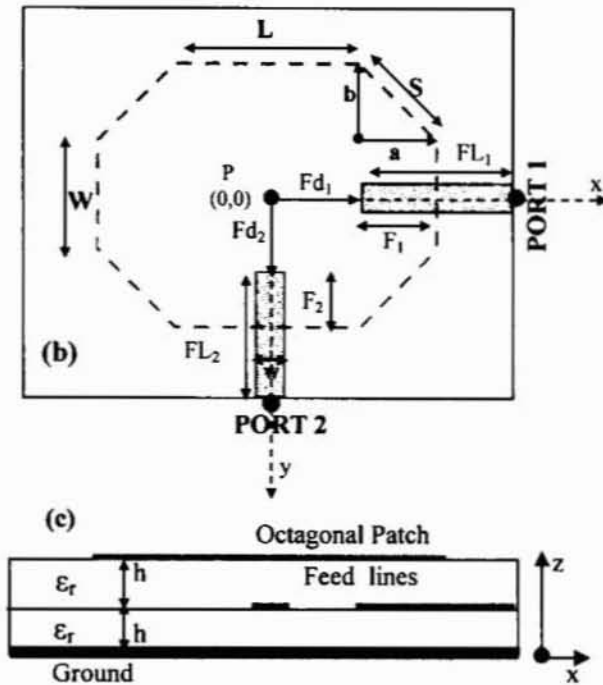 L
b
S
a
FL₁
P
(0,0)
Fd₁
x
PORT 1
W
Fd₂
F₁
F₂
(b)
FL₂
PORT 2
y
(c)
Octagonal Patch
εr h Feed lines z
εr h
Ground x